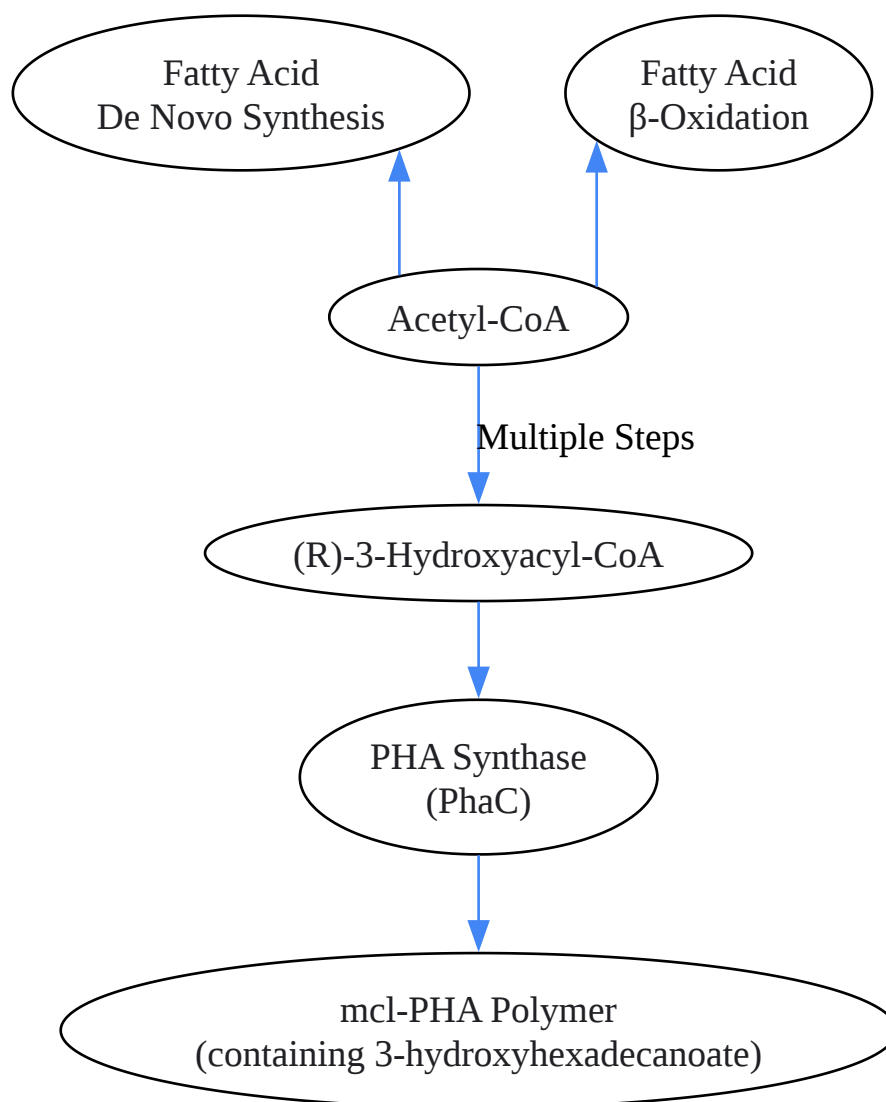 Fatty Acid
De Novo Synthesis
Fatty Acid
β-Oxidation
Acetyl-CoA
Multiple Steps
(R)-3-Hydroxyacyl-CoA
PHA Synthase
(PhaC)
mcl-PHA Polymer
(containing 3-hydroxyhexadecanoate)